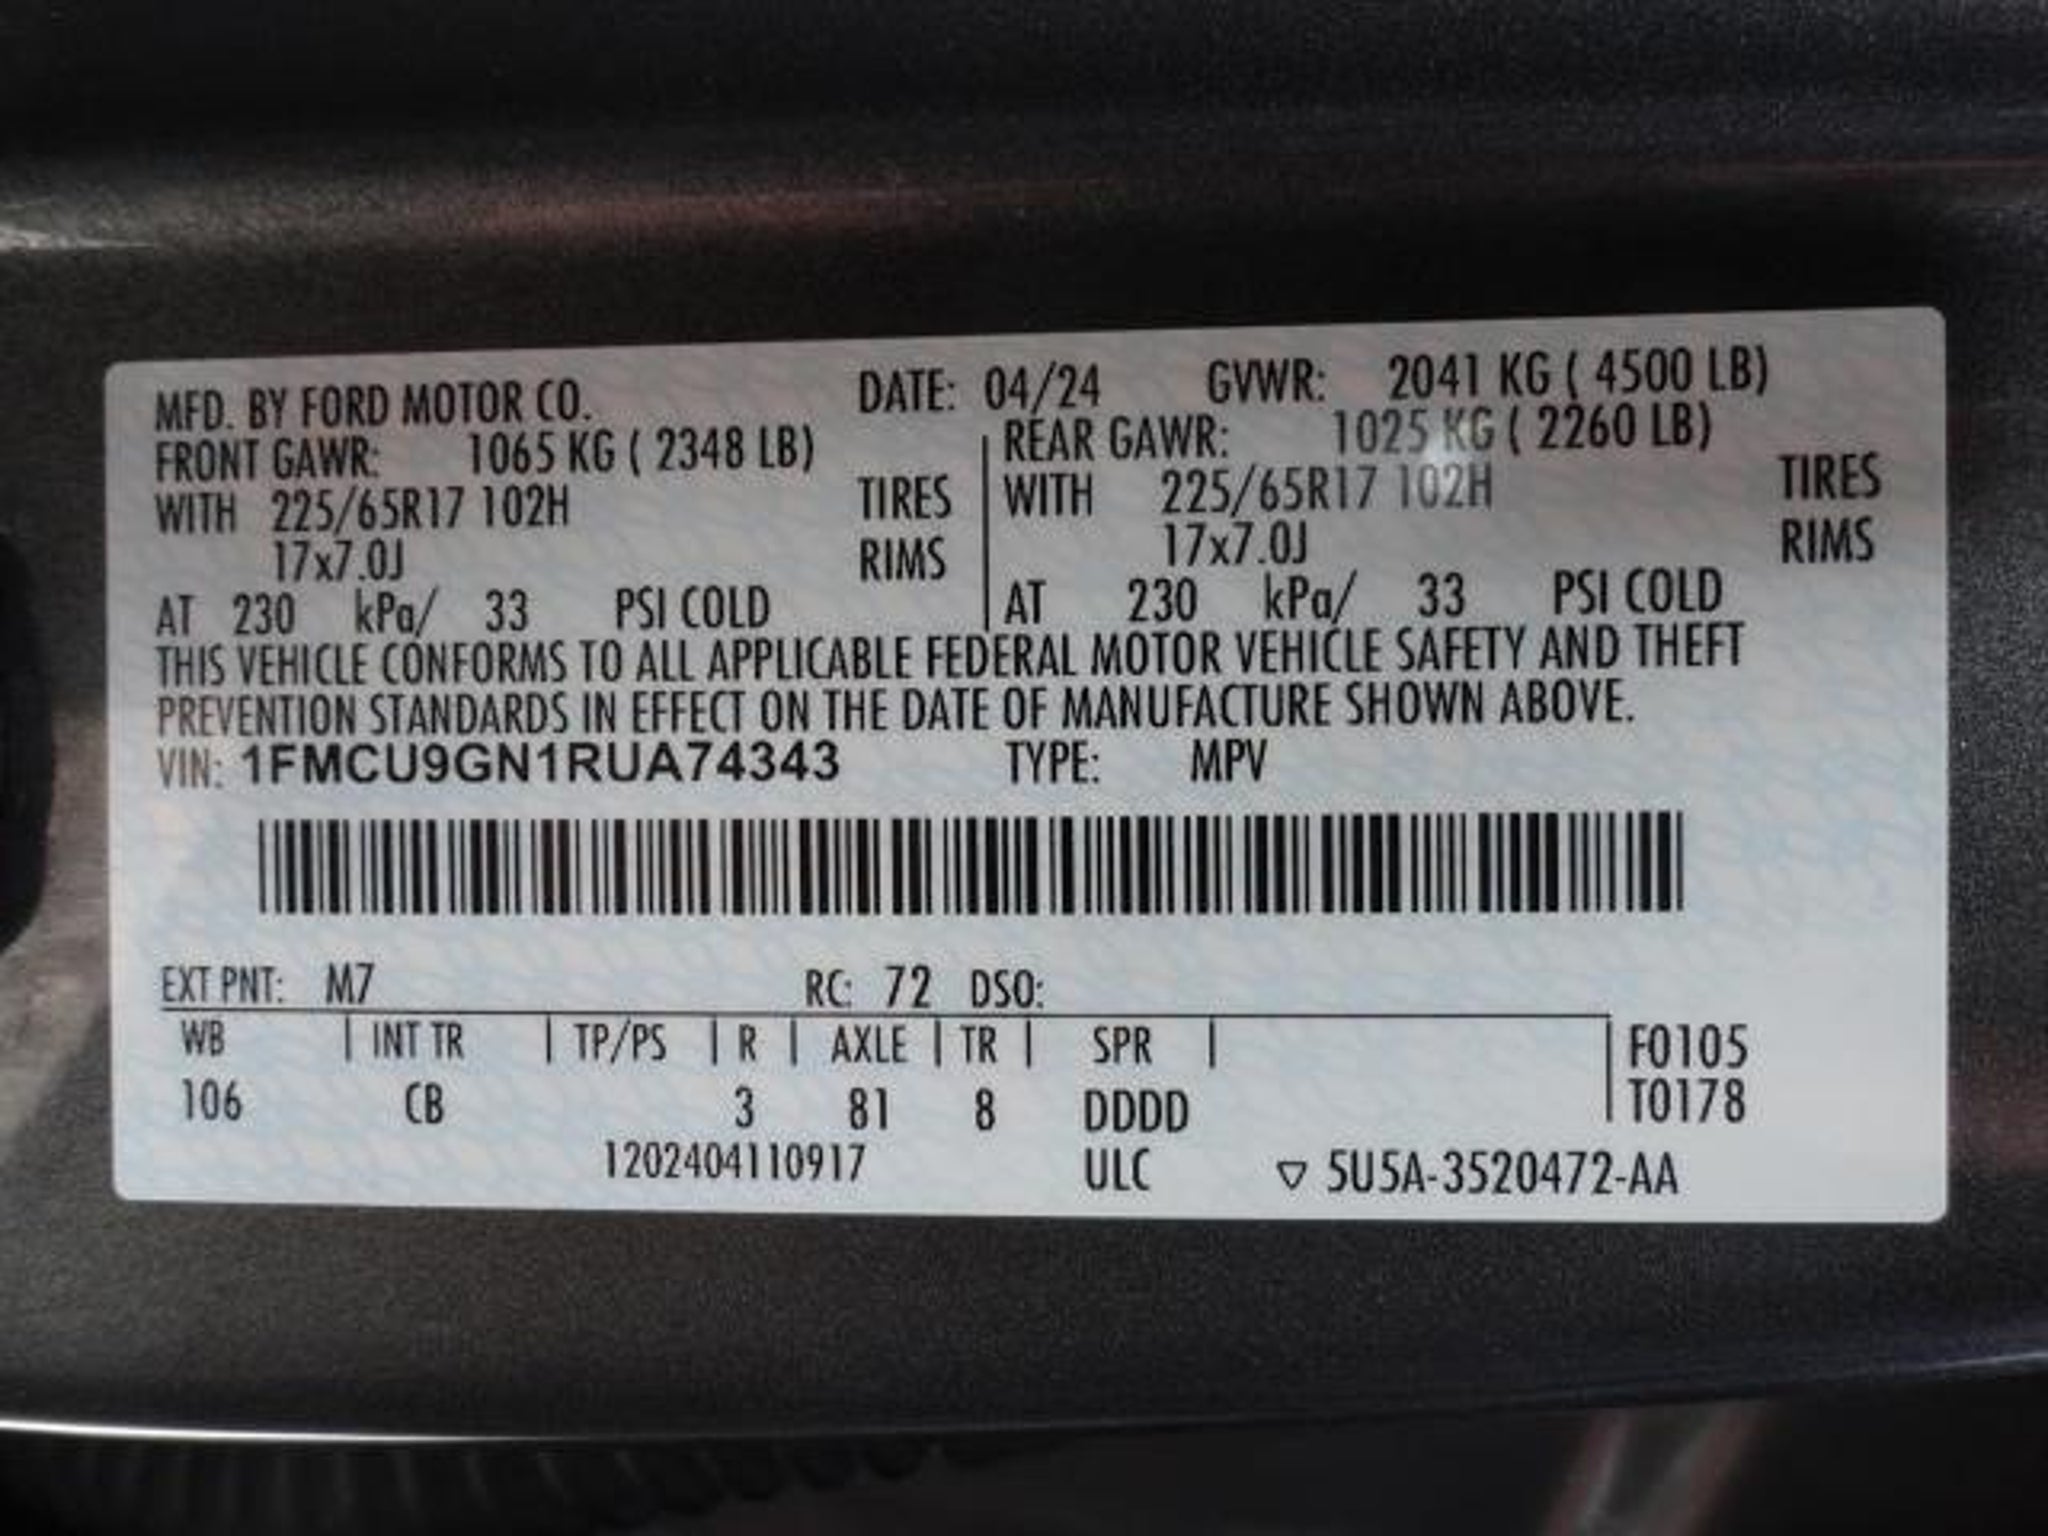 MFD. BY FORD MOTOR CO. DATE: 04/24 GVWR: 2041 KG ( 4500 LB)
FRONT GAWR: 1065 KG ( 2348 LB) REAR GAWR: 1025 KG ( 2260 LB)
WITH 225/65R17 102H TIRES WITH 225/65R17 102H TIRES
17x7.0J RIMS 17x7.0J RIMS
AT 230 kPa/ 33 PSI COLD AT 230 kPa/ 33 PSI COLD
THIS VEHICLE CONFORMS TO ALL APPLICABLE FEDERAL MOTOR VEHICLE SAFETY AND THEFT
PREVENTION STANDARDS IN EFFECT ON THE DATE OF MANUFACTURE SHOWN ABOVE.
VIN: 1FMCU9GN1RUA74343 TYPE: MPV
EXT PNT: M7 RC: 72 DSO:
WB | INT TR | TP/PS | R | AXLE | TR | SPR | F0105
106 CB 3 81 8 DDDD T0178
1202404110917 ULC ▽ 5U5A-3520472-AA